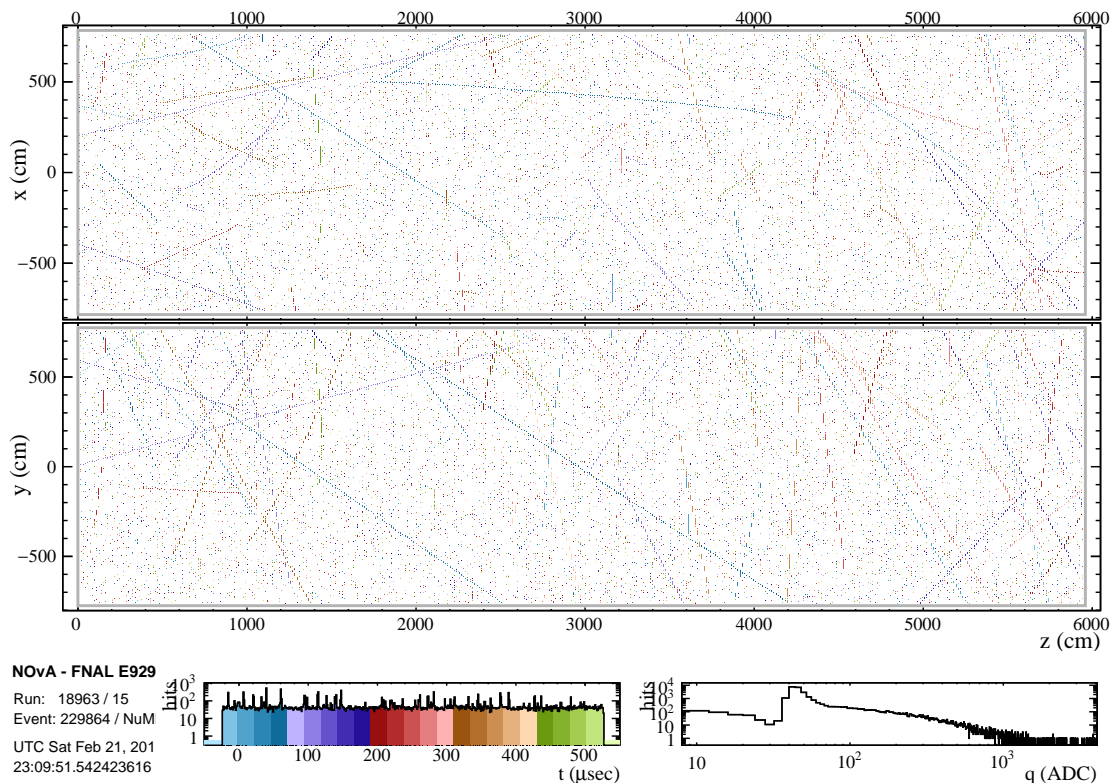 0 1000 2000 3000 4000 5000 6000
500
0
−500
x (cm)
500
0
−500
y (cm)
0 1000 2000 3000 4000 5000 6000
z (cm)
NOvA - FNAL E929
Run: 18963 / 15
Event: 229864 / NuMI
UTC Sat Feb 21, 201
23:09:51.542423616
hits
10³
10²
10
1
0 100 200 300 400 500
t (μsec)
hits
10⁴
10³
10²
10
1
10 10² 10³
q (ADC)